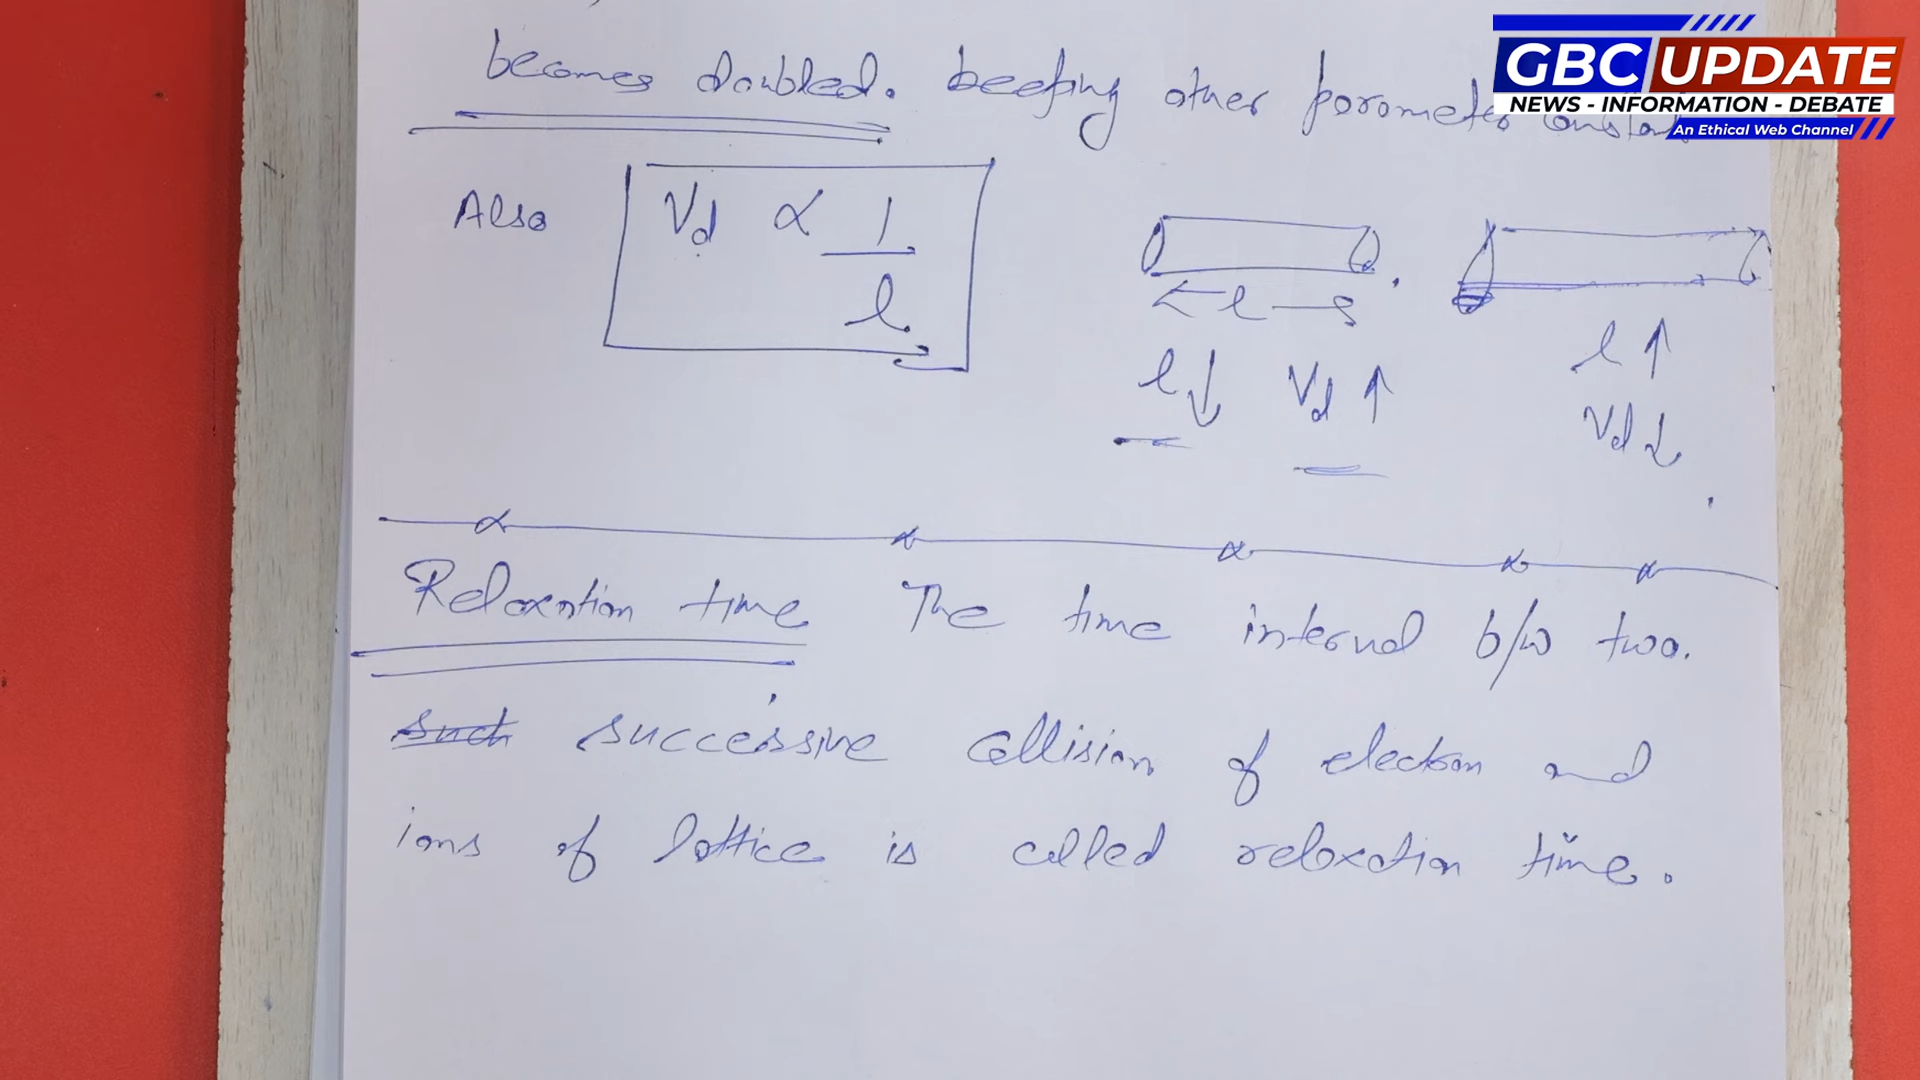 GBC UPDATE
NEWS - INFORMATION - DEBATE
An Ethical Web Channel
becomes doubled. keeping other parameter constant
Also Vd ∝ 1/l
← l →
l ↓ Vd ↑
l ↑
Vd ↓
Relaxation time The time interval b/w two.
such successive collision of electron and
ions of lattice is called relaxation time.